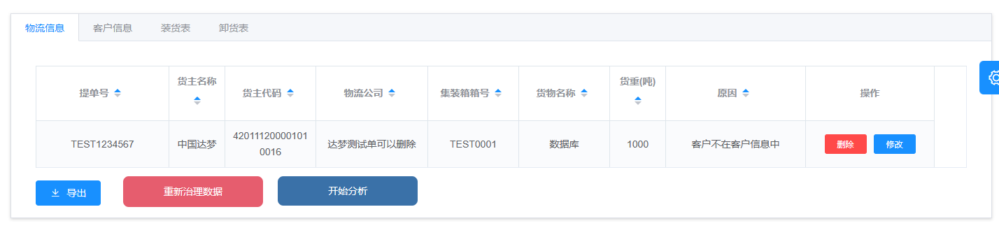 物流信息 客户信息 装货表 卸货表
提单号 货主名称 货主代码 物流公司 集装箱箱号 货物名称 货重(吨) 原因 操作
TEST1234567 中国达梦 42011120000101 达梦测试单可以删除 TEST0001 数据库 1000 客户不在客户信息中 删除 修改
0016
导出 重新治理数据 开始分析